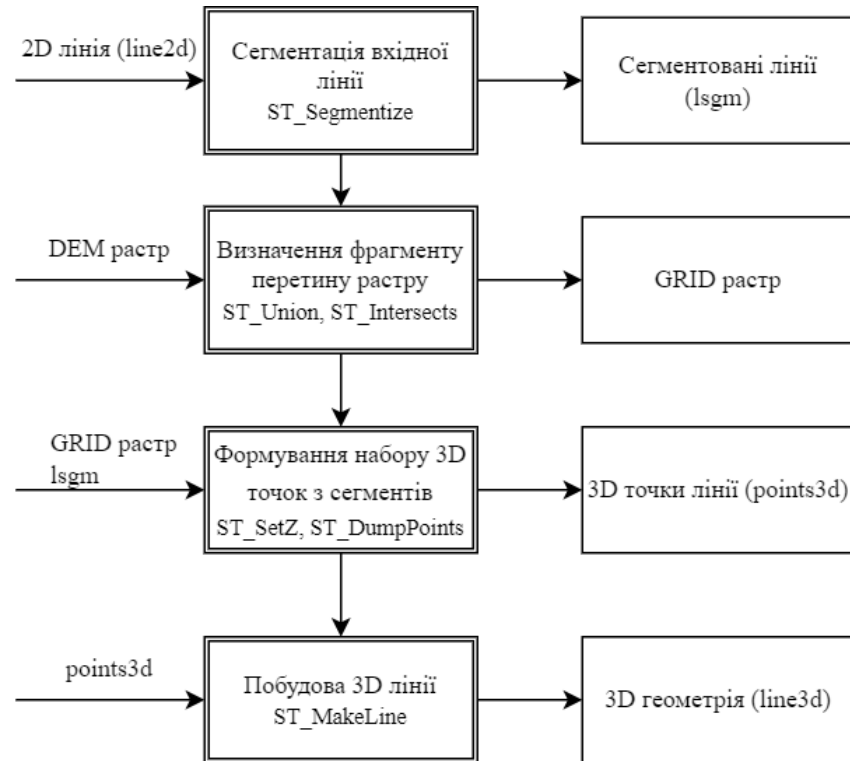 2D лінія (line2d)
Сегментація вхідної
лінії
ST_Segmentize
Сегментовані лінії
(lsgm)
DEM растр
Визначення фрагменту
перетину растру
ST_Union, ST_Intersects
GRID растр
GRID растр
lsgm
Формування набору 3D
точок з сегментів
ST_SetZ, ST_DumpPoints
3D точки лінії (points3d)
points3d
Побудова 3D лінії
ST_MakeLine
3D геометрія (line3d)